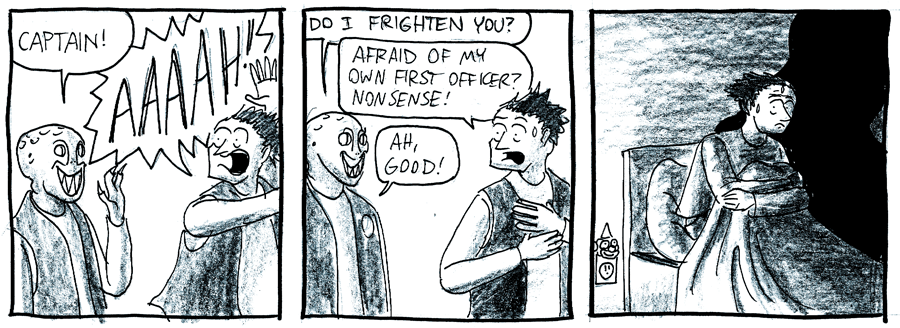 CAPTAIN!
AAAAH!!
DO I FRIGHTEN YOU?
AFRAID OF MY
OWN FIRST OFFICER?
NONSENSE!
AH,
GOOD!